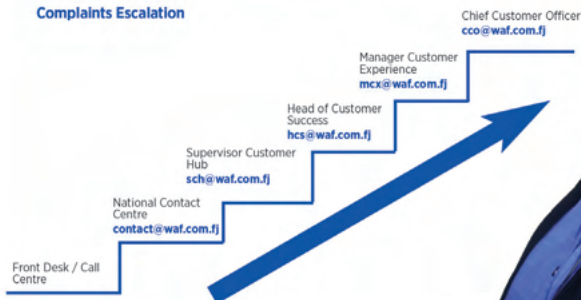 Complaints Escalation
Chief Customer Officer
cco@waf.com.fj
Manager Customer
Experience
mcx@waf.com.fj
Head of Customer
Success
hcs@waf.com.fj
Supervisor Customer
Hub
sch@waf.com.fj
National Contact
Centre
contact@waf.com.fj
Front Desk / Call
Centre